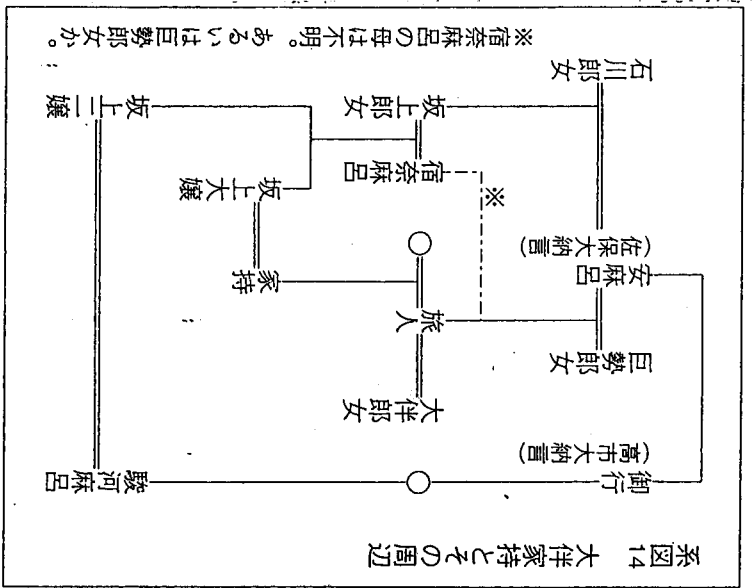 系図14　大伴家持とその周辺
御行
(高市大納言)
駿河麻呂
大伴郎女
巨勢郎女
旅人
安麻呂
(佐保大納言)
家持
※
坂上大嬢
宿奈麻呂
坂上郎女
坂上二嬢
石川郎女
※宿奈麻呂の母は不明。あるいは巨勢郎女か。